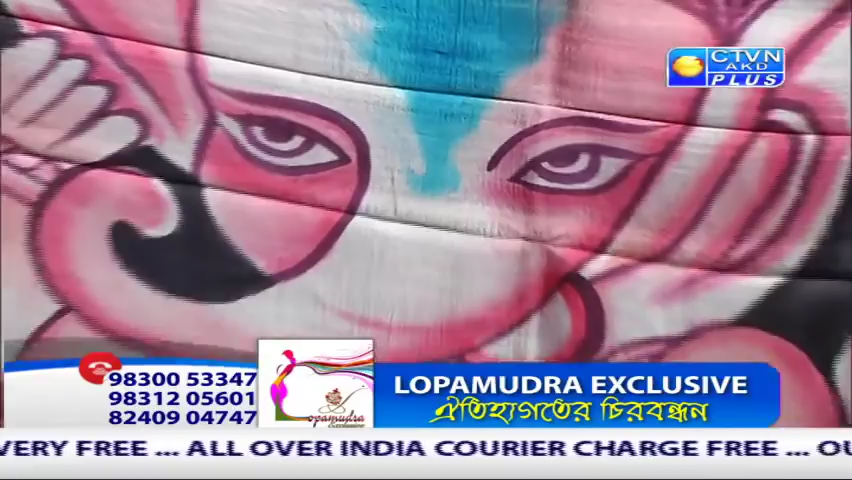 CTVN
AKD
PLUS
98300 53347
98312 05601
82409 04747
lopamudra
LOPAMUDRA EXCLUSIVE
ঐতিহ্যগতের চিরবন্ধন
VERY FREE ... ALL OVER INDIA COURIER CHARGE FREE ... OU